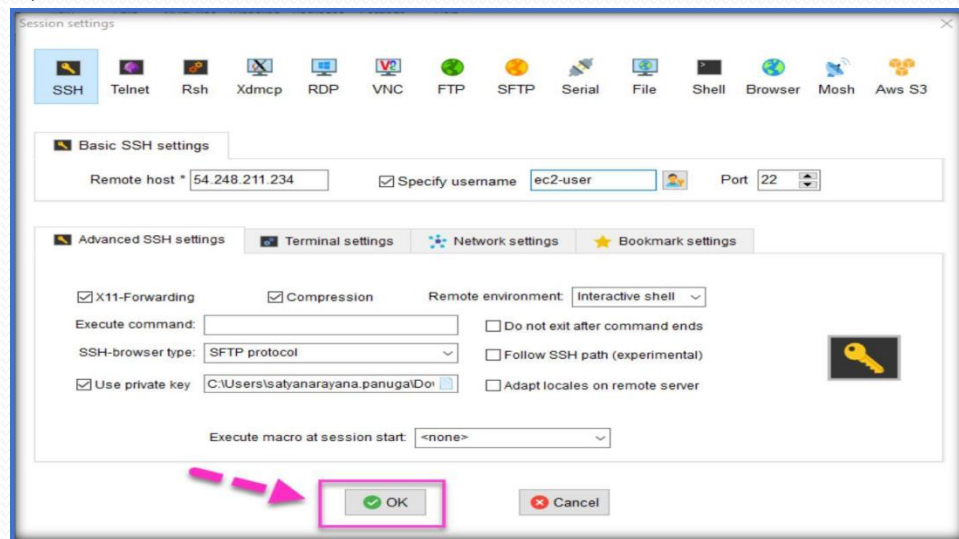 Session settings
SSH Telnet Rsh Xdmcp RDP VNC FTP SFTP Serial File Shell Browser Mosh Aws S3
Basic SSH settings
Remote host * 54.248.211.234 Specify username ec2-user Port 22
Advanced SSH settings Terminal settings Network settings Bookmark settings
X11-Forwarding Compression Remote environment: Interactive shell
Execute command: Do not exit after command ends
SSH-browser type: SFTP protocol Follow SSH path (experimental)
Use private key C:\Users\satyanarayana.panuga\Do Adapt locales on remote server
Execute macro at session start: <none>
OK Cancel